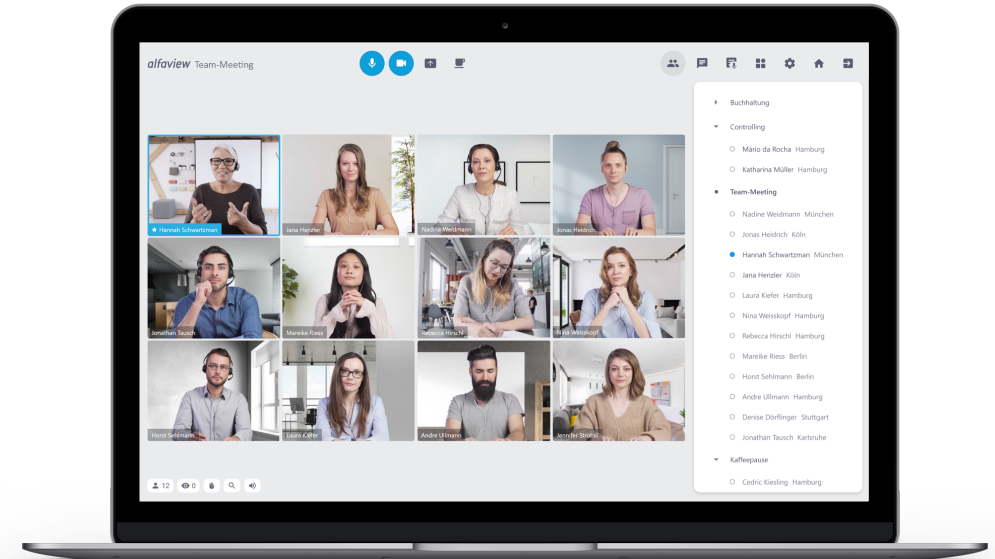 alfaview Team-Meeting
Hannah Schwartzman
Jana Henzler
Nadine Weidmann
Jonas Heidrich
Jonathan Tausch
Mareike Riess
Rebecca Hirschl
Nina Weisskopf
Horst Sehlmann
Laura Kiefer
Andre Ullmann
Jennifer Strobol
12
0
Buchhaltung
Controlling
Mário da Rocha Hamburg
Katharina Müller Hamburg
Team-Meeting
Nadine Weidmann München
Jonas Heidrich Köln
Hannah Schwartzman München
Jana Henzler Köln
Laura Kiefer Hamburg
Nina Weisskopf Hamburg
Rebecca Hirschl Hamburg
Mareike Riess Berlin
Horst Sehlmann Berlin
Andre Ullmann Hamburg
Denise Dörflinger Stuttgart
Jonathan Tausch Karlsruhe
Kaffeepause
Cedric Kiesling Hamburg